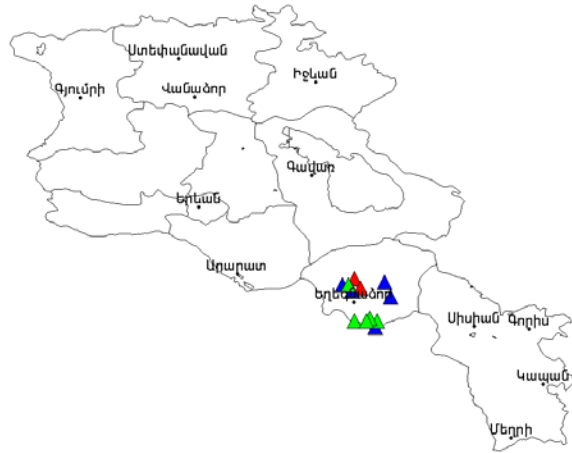 Ստեփանավան
Իջևան
Գյումրի
Վանաձոր
Գավառ
Երևան
Արարատ
Եղեգնաձոր
Սիսիան
Գորիս
Կապան
Մեղրի